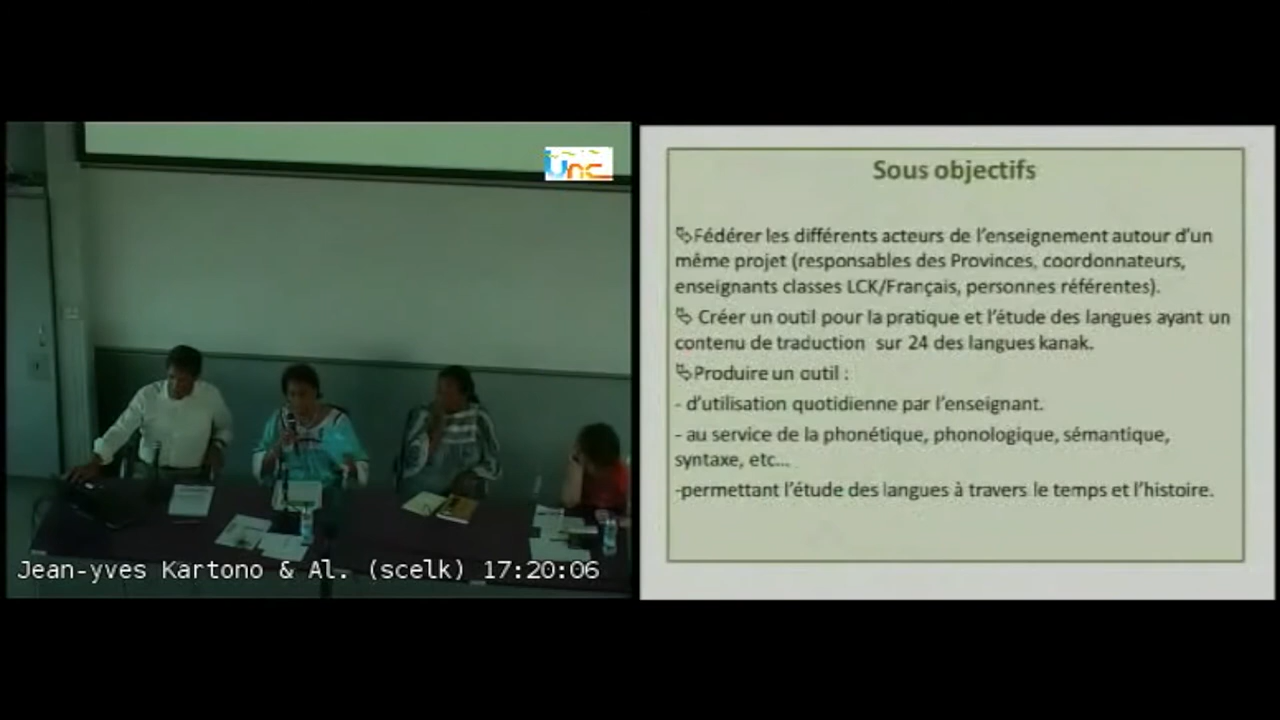 Unc
Jean-yves Kartono & Al. (scelk) 17:20:06
Sous objectifs
Fédérer les différents acteurs de l'enseignement autour d'un
même projet (responsables des Provinces, coordonnateurs,
enseignants classes LCK/Français, personnes référentes).
Créer un outil pour la pratique et l'étude des langues ayant un
contenu de traduction sur 24 des langues kanak.
Produire un outil :
- d'utilisation quotidienne par l'enseignant.
- au service de la phonétique, phonologique, sémantique,
syntaxe, etc...
-permettant l'étude des langues à travers le temps et l'histoire.